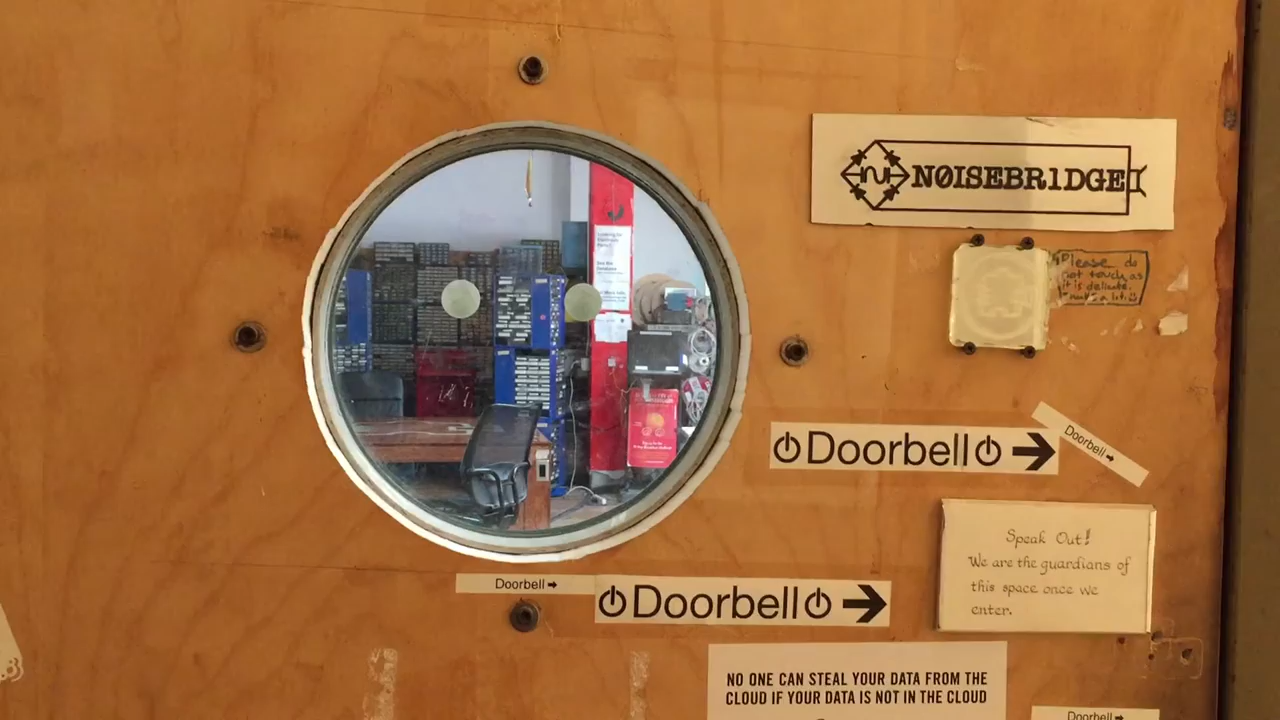 NØISEBR1DGE
Please do
not touch as
it is delicate.
Doorbell
Doorbell
Speak Out!
We are the guardians of
this space once we
enter.
Doorbell
Doorbell
NO ONE CAN STEAL YOUR DATA FROM THE
CLOUD IF YOUR DATA IS NOT IN THE CLOUD
Doorbell